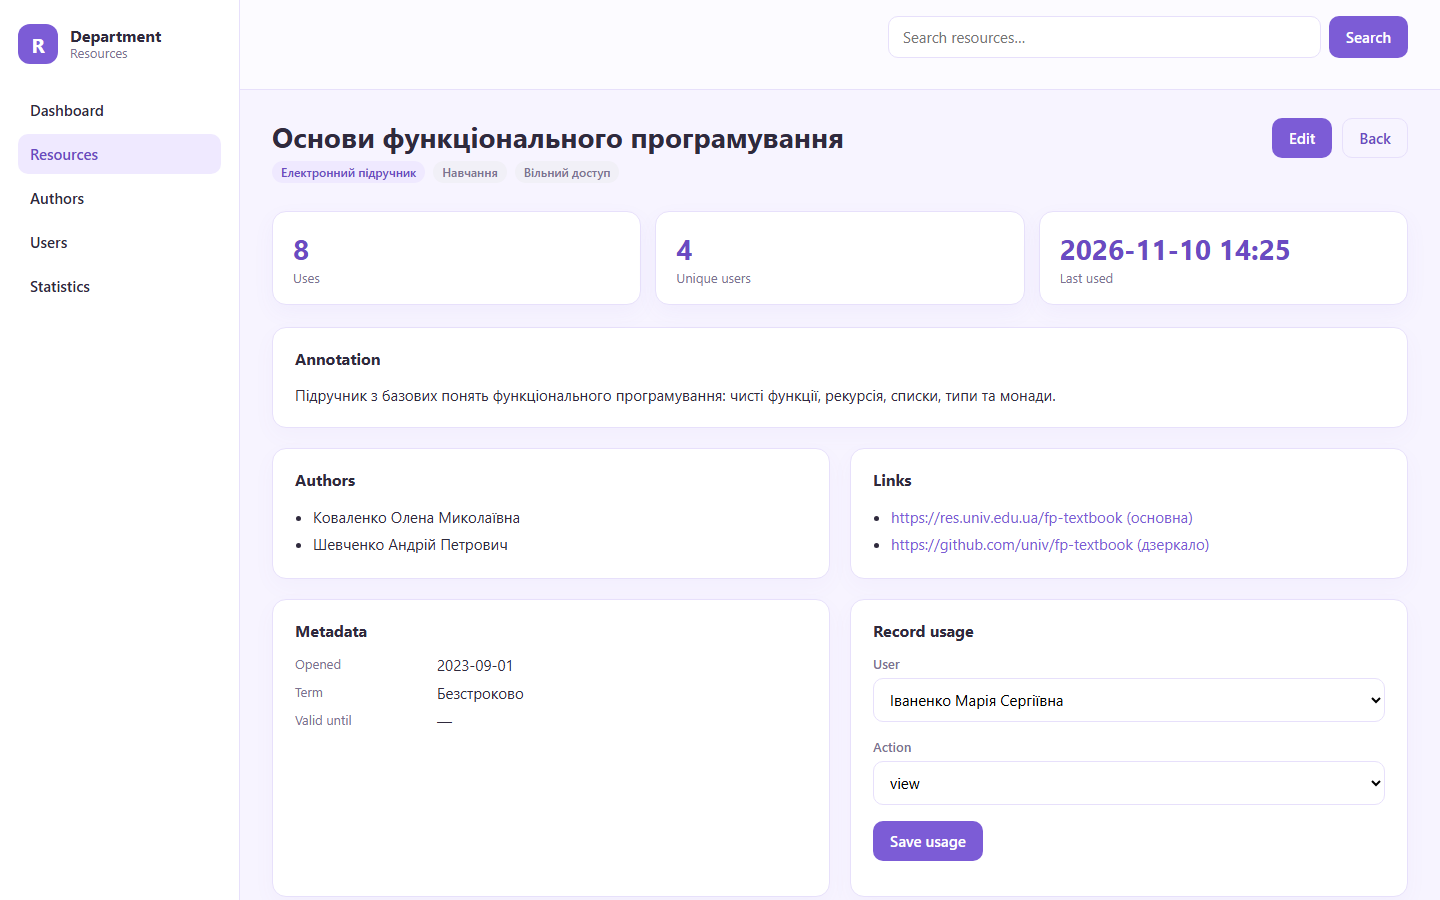 R
Department
Resources
Dashboard
Resources
Authors
Users
Statistics
Search resources...
Search
Основи функціонального програмування
Edit
Back
Електронний підручник
Навчання
Вільний доступ
8
Uses
4
Unique users
2026-11-10 14:25
Last used
Annotation
Підручник з базових понять функціонального програмування: чисті функції, рекурсія, списки, типи та монади.
Authors
Коваленко Олена Миколаївна
Шевченко Андрій Петрович
Links
https://res.univ.edu.ua/fp-textbook (основна)
https://github.com/univ/fp-textbook (дзеркало)
Metadata
Opened 2023-09-01
Term Безстроково
Valid until —
Record usage
User
Іваненко Марія Сергіївна
Action
view
Save usage